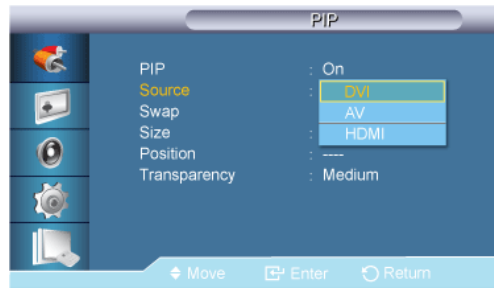 PIP
PIP : On
Source : DVI
Swap AV
Size : HDMI
Position : ----
Transparency : Medium
Move Enter Return